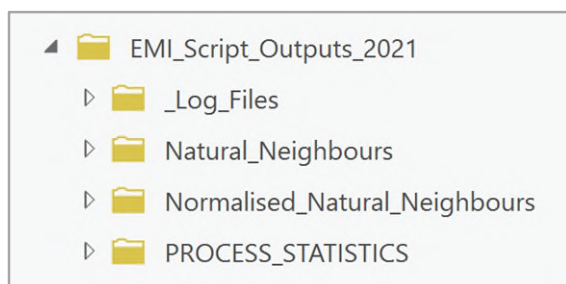 EMI_Script_Outputs_2021
_Log_Files
Natural_Neighbours
Normalised_Natural_Neighbours
PROCESS_STATISTICS